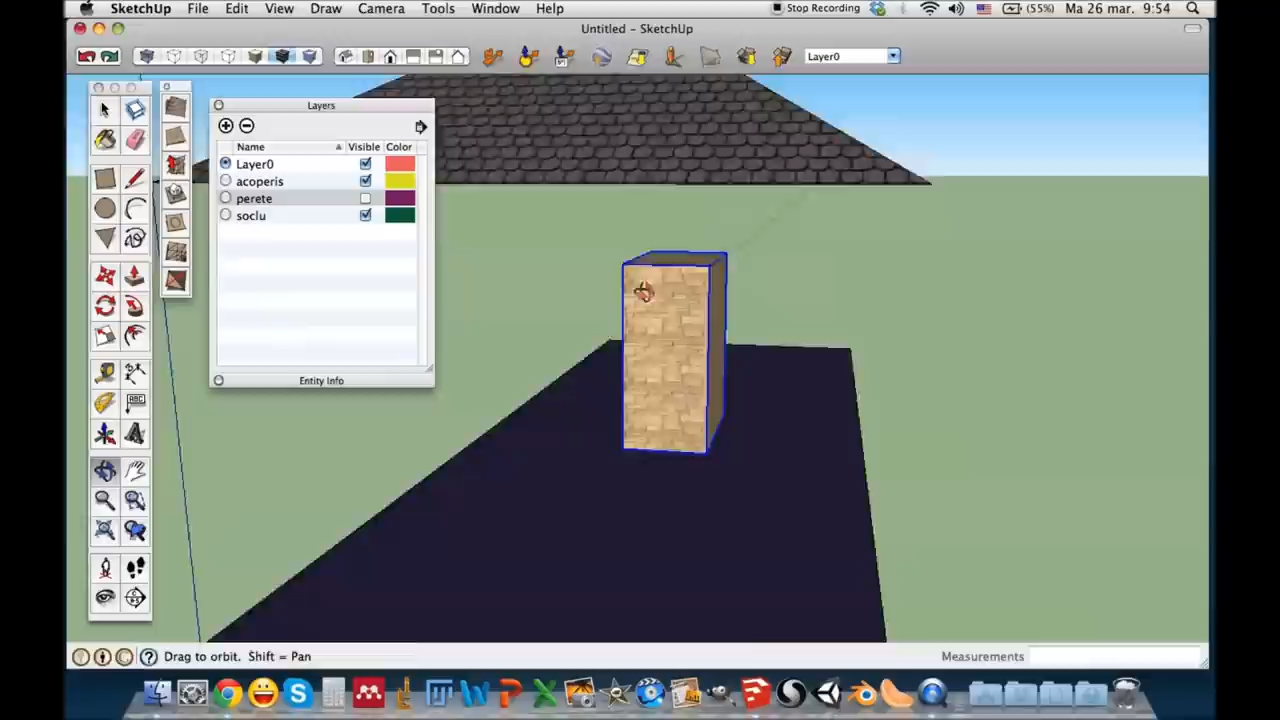 SketchUp File Edit View Draw Camera Tools Window Help Stop Recording (55%) Ma 26 mar. 9:54
Untitled - SketchUp
Layer0
Layers
Name Visible Color
Layer0
acoperis
perete
soclu
Entity Info
ABC
Drag to orbit. Shift = Pan Measurements